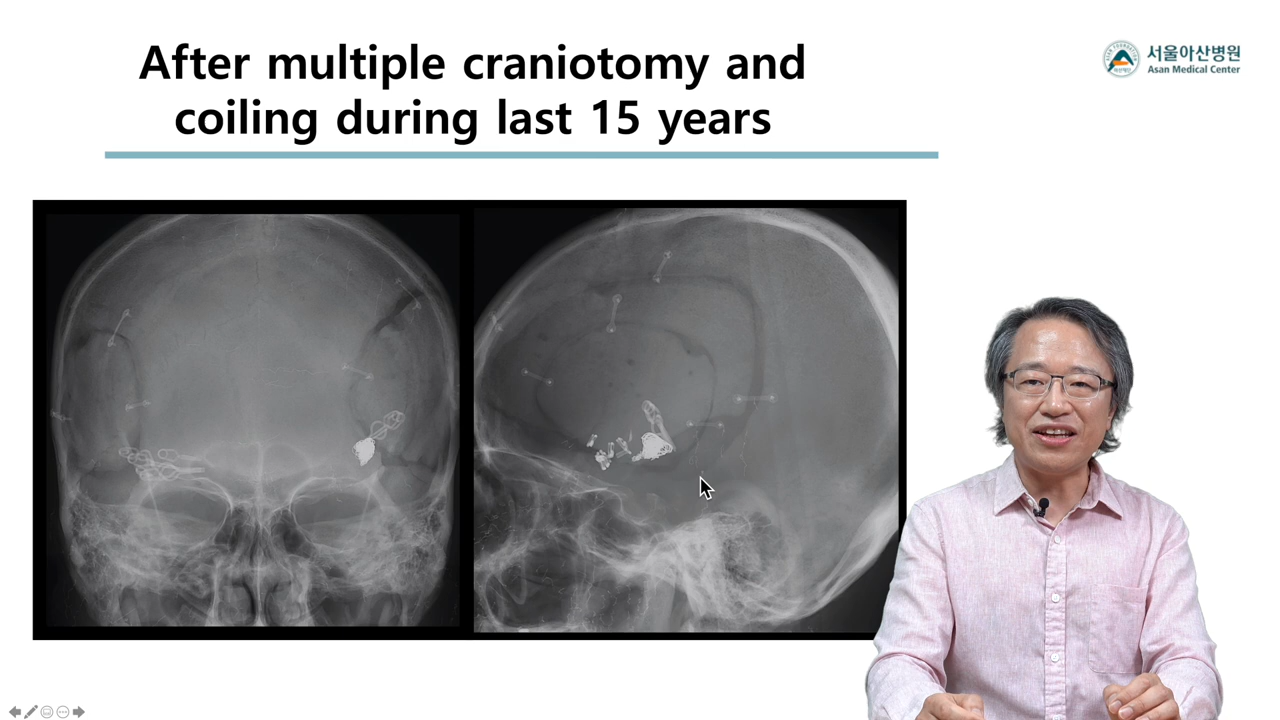 After multiple craniotomy and
coiling during last 15 years
서울아산병원
Asan Medical Center